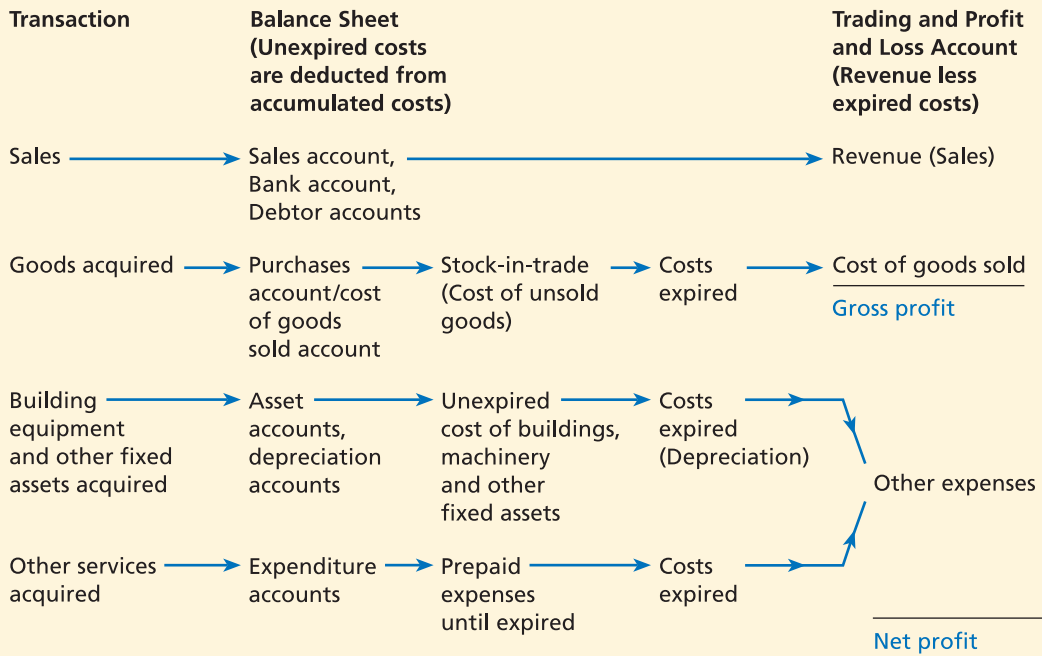 Transaction
Balance Sheet
(Unexpired costs
are deducted from
accumulated costs)
Trading and Profit
and Loss Account
(Revenue less
expired costs)
Sales
Sales account,
Bank account,
Debtor accounts
Revenue (Sales)
Goods acquired
Purchases
account/cost
of goods
sold account
Stock-in-trade
(Cost of unsold
goods)
Costs
expired
Cost of goods sold
Gross profit
Building
equipment
and other fixed
assets acquired
Asset
accounts,
depreciation
accounts
Unexpired
cost of buildings,
machinery
and other
fixed assets
Costs
expired
(Depreciation)
Other expenses
Other services
acquired
Expenditure
accounts
Prepaid
expenses
until expired
Costs
expired
Net profit